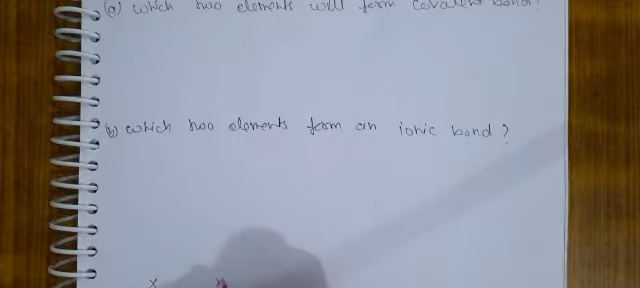 (a) which two elements will form covalent bond?
(b) which two elements form an ionic bond?
x x